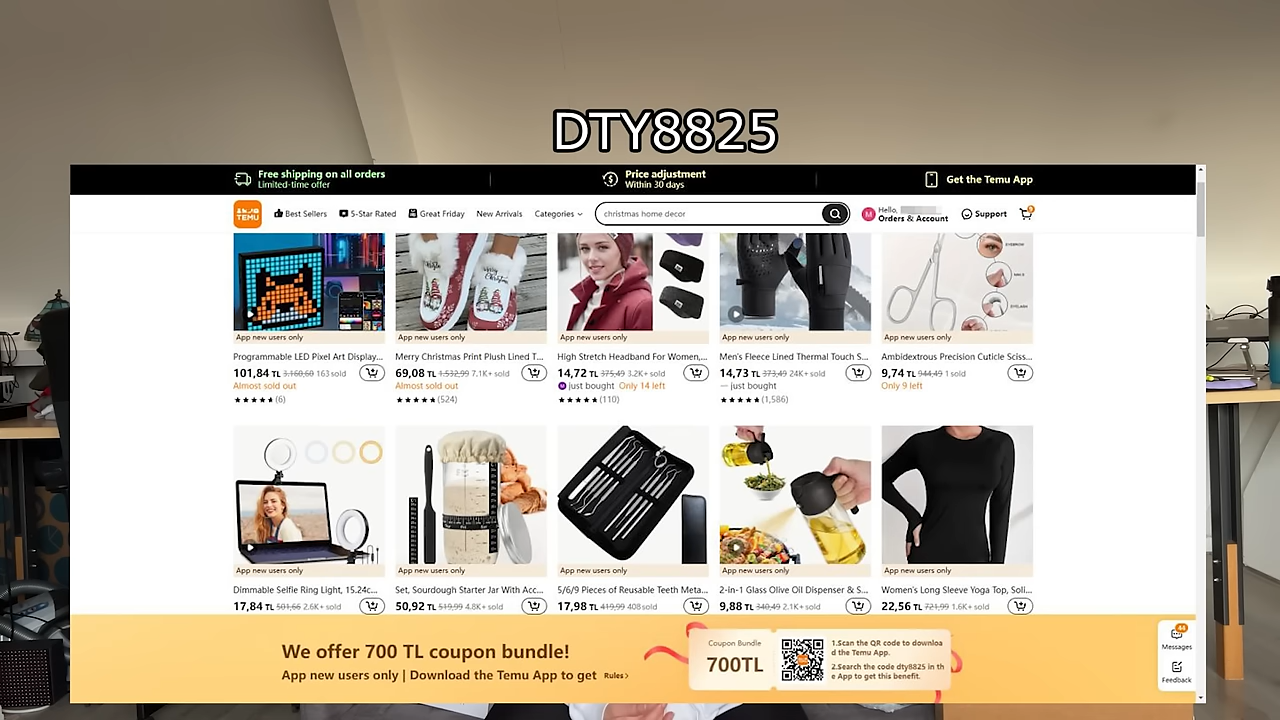 DTY8825
Free shipping on all orders
Limited-time offer
Price adjustment
Within 30 days
Get the Temu App
TEMU
Best Sellers
5-Star Rated
Great Friday
New Arrivals
Categories
christmas home decor
M
Hello,
Orders & Account
Support
App new users only
App new users only
App new users only
App new users only
App new users only
Programmable LED Pixel Art Display...
Merry Christmas Print Plush Lined T...
High Stretch Headband For Women,...
Men's Fleece Lined Thermal Touch S...
Ambidextrous Precision Cuticle Sciss...
101,84 TL 3.160,60 163 sold
69,08 TL 1.532,99 7.1K+ sold
14,72 TL 375,49 3.2K+ sold
14,73 TL 373,49 24K+ sold
9,74 TL 944,49 1 sold
Almost sold out
Almost sold out
just bought Only 14 left
just bought
Only 9 left
(6)
(524)
(110)
(1,586)
App new users only
App new users only
App new users only
App new users only
App new users only
Dimmable Selfie Ring Light, 15.24c...
Set, Sourdough Starter Jar With Acc...
5/6/9 Pieces of Reusable Teeth Meta...
2-in-1 Glass Olive Oil Dispenser & S...
Women's Long Sleeve Yoga Top, Soli...
17,84 TL 501,66 2.6K+ sold
50,92 TL 519,99 4.8K+ sold
17,98 TL 419,99 408 sold
9,88 TL 340,49 2.1K+ sold
22,56 TL 721,99 1.6K+ sold
We offer 700 TL coupon bundle!
App new users only | Download the Temu App to get Rules >
Coupon Bundle
700TL
1.Scan the QR code to downloa
d the Temu App.
2.Search the code dty8825 in th
e App to get this benefit.
44
Messages
Feedback